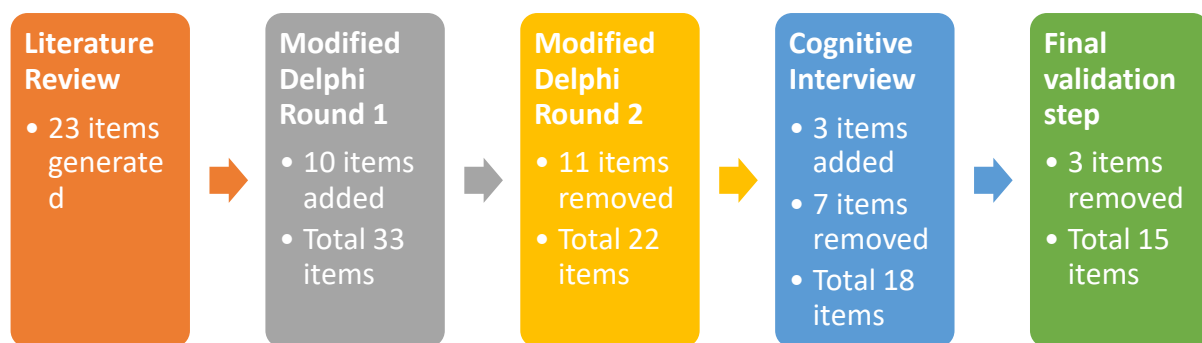 Literature
Review
• 23 items
generate
d
Modified
Delphi
Round 1
• 10 items
added
• Total 33
items
Modified
Delphi
Round 2
• 11 items
removed
• Total 22
items
Cognitive
Interview
• 3 items
added
• 7 items
removed
• Total 18
items
Final
validation
step
• 3 items
removed
• Total 15
items